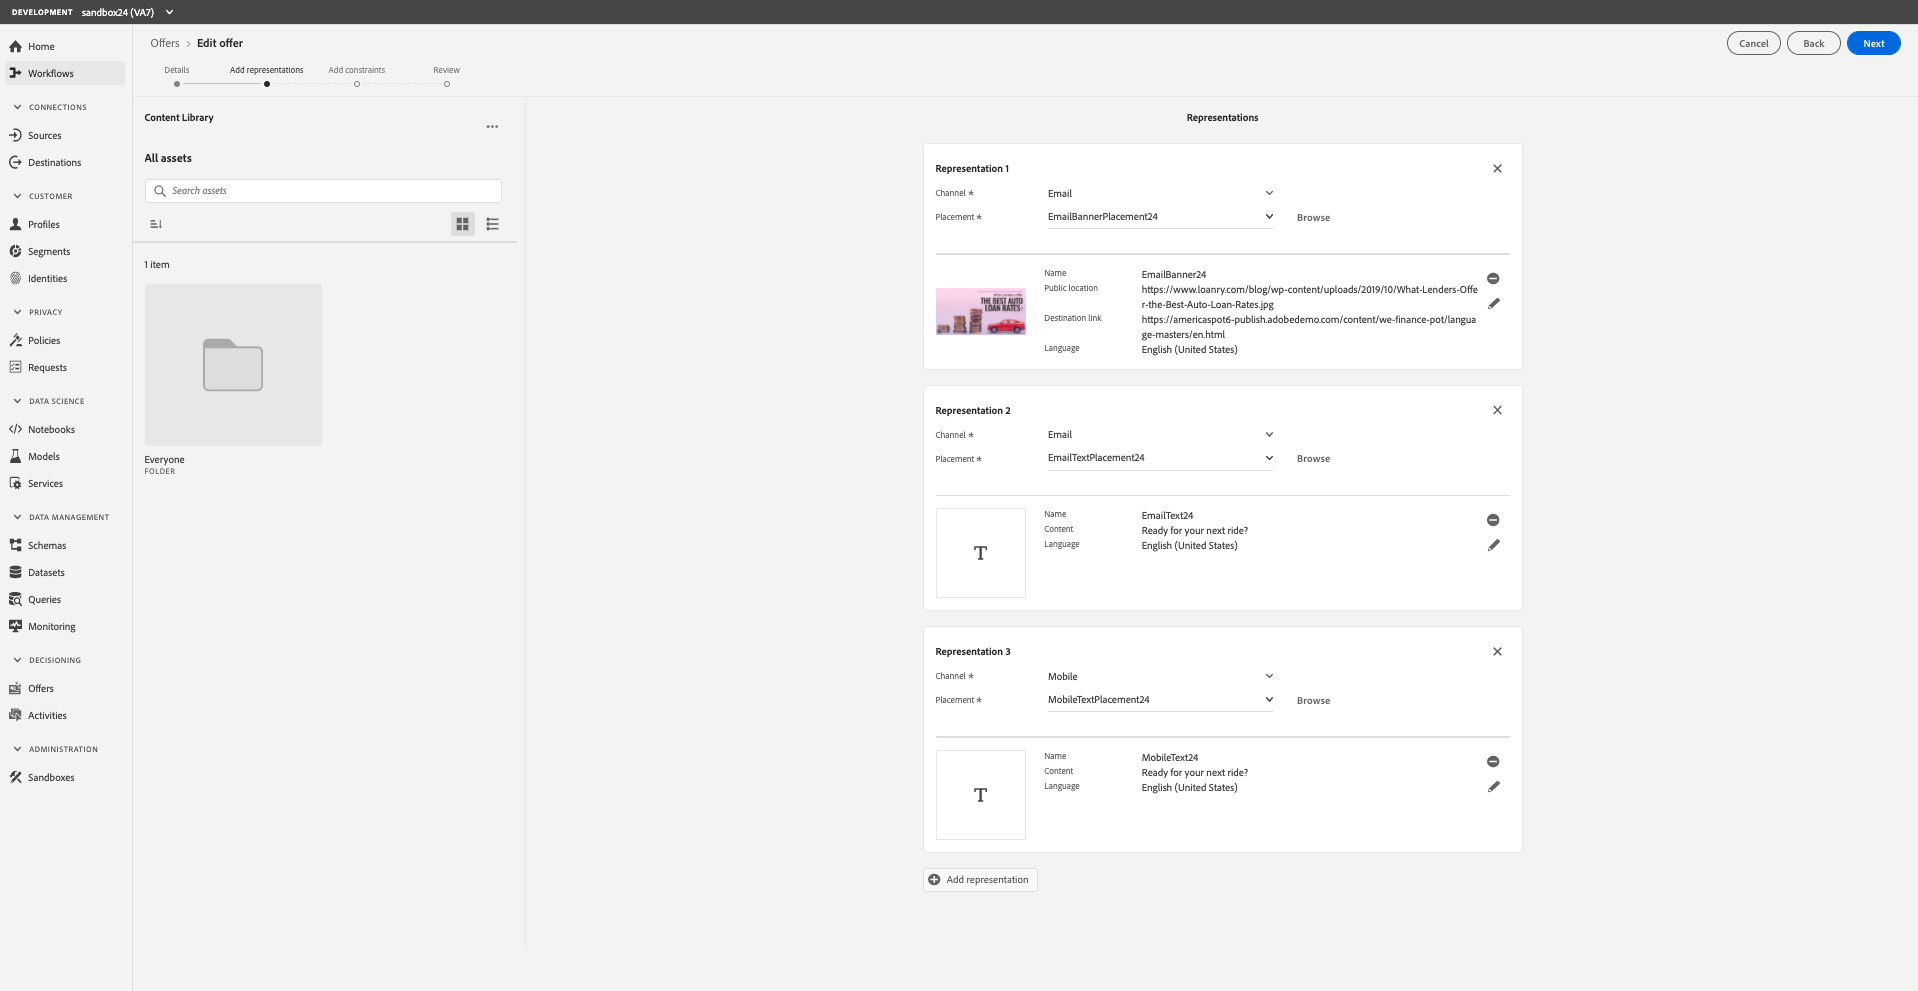 DEVELOPMENT sandbox24 (VA7)
Home
Workflows
CONNECTIONS
Sources
Destinations
CUSTOMER
Profiles
Segments
Identities
PRIVACY
Policies
Requests
DATA SCIENCE
Notebooks
Models
Services
DATA MANAGEMENT
Schemas
Datasets
Queries
Monitoring
DECISIONING
Offers
Activities
ADMINISTRATION
Sandboxes
Offers > Edit offer
Cancel Back Next
Details Add representations Add constraints Review
Content Library
All assets
Search assets
1 item
Everyone
FOLDER
Representations
Representation 1
Channel * Email
Placement * EmailBannerPlacement24 Browse
THE BEST AUTO
LOAN RATES?
Name EmailBanner24
Public location https://www.loanry.com/blog/wp-content/uploads/2019/10/What-Lenders-Offe
r-the-Best-Auto-Loan-Rates.jpg
Destination link https://americaspot6-publish.adobedemo.com/content/we-finance-pot/langua
ge-masters/en.html
Language English (United States)
Representation 2
Channel * Email
Placement * EmailTextPlacement24 Browse
T
Name EmailText24
Content Ready for your next ride?
Language English (United States)
Representation 3
Channel * Mobile
Placement * MobileTextPlacement24 Browse
T
Name MobileText24
Content Ready for your next ride?
Language English (United States)
Add representation